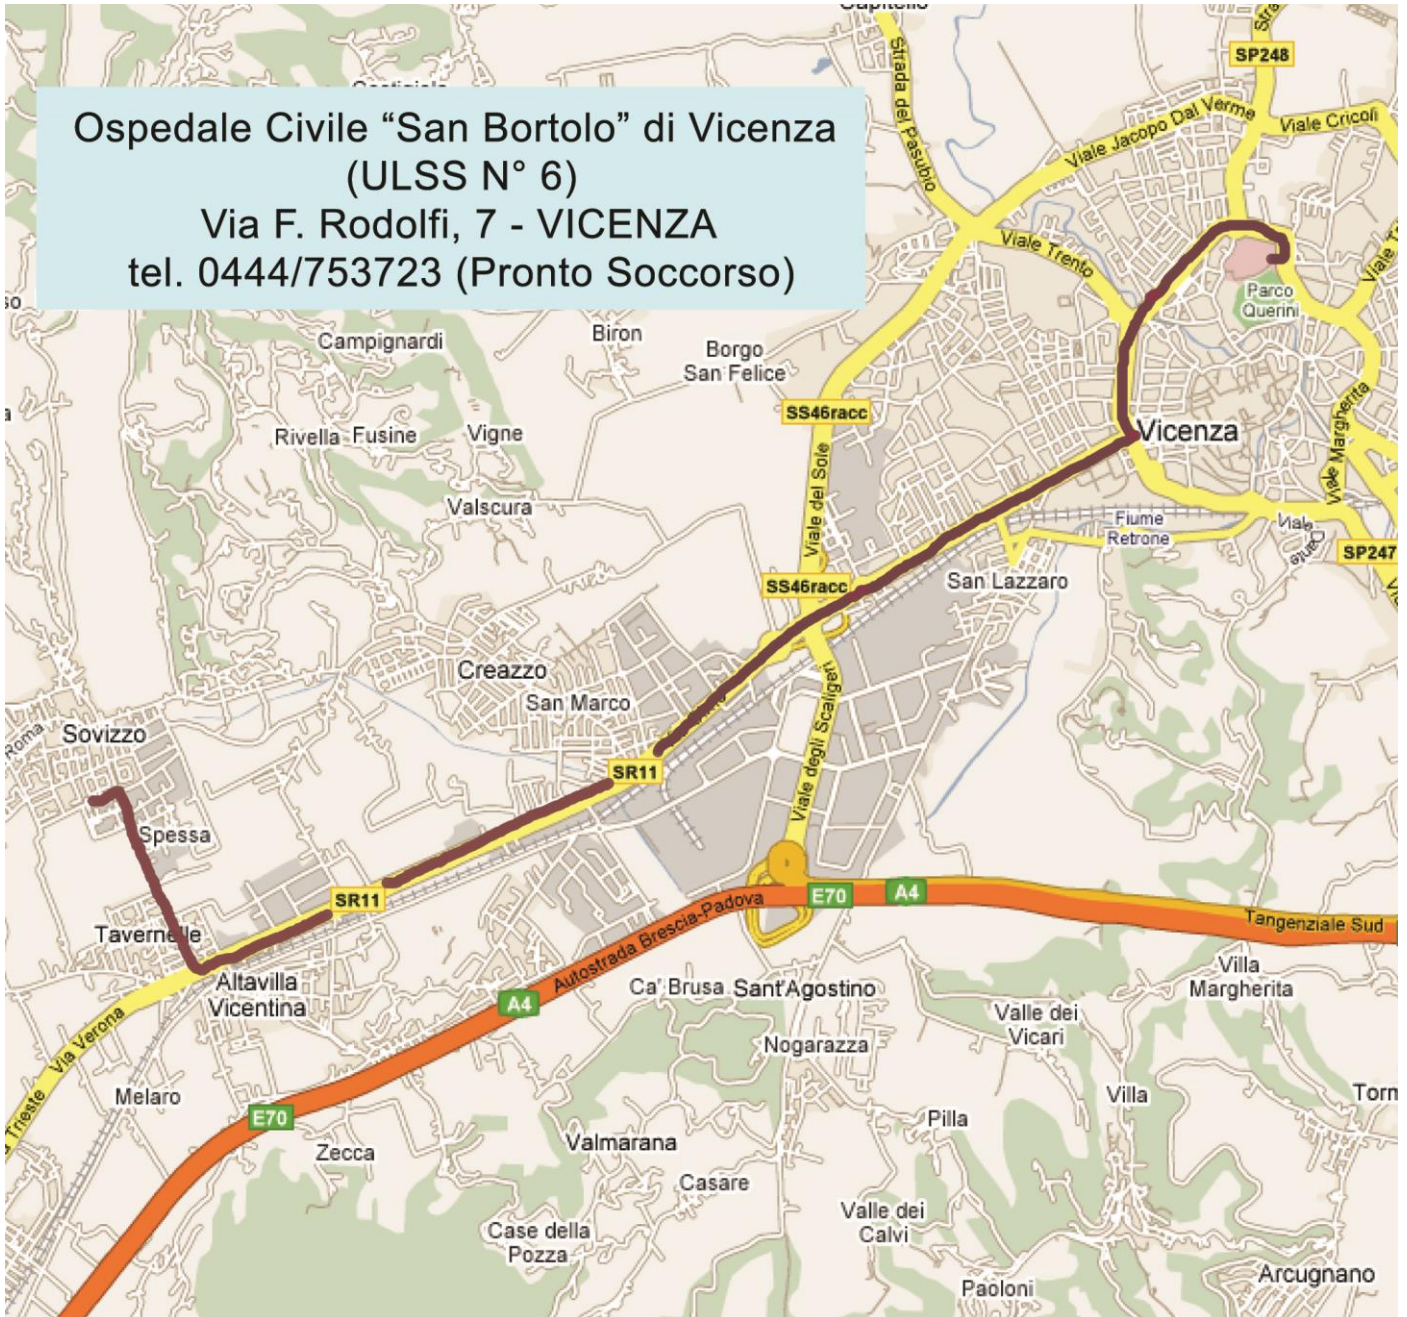 Capitello
SP248
Strada del Pasubio
Viale Jacopo Dal Verme
Viale Cricoli
Ospedale Civile “San Bortolo” di Vicenza
(ULSS N° 6)
Via F. Rodolfi, 7 - VICENZA
tel. 0444/753723 (Pronto Soccorso)
Viale Trento
Parco
Querini
Biron
Campignardi
Borgo
San Felice
SS46racc
Viale Margherita
Rivella
Fusine
Vigne
Vicenza
Viale del Sole
Valscura
Fiume
Retrone
Viale
Dante
SP247
SS46racc
San Lazzaro
Creazzo
San Marco
Viale degli Scaligeri
Roma
Sovizzo
SR11
Spessa
SR11
E70
A4
Tavernelle
Autostrada Brescia-Padova
Tangenziale Sud
Altavilla
Vicentina
Ca' Brusa
Sant'Agostino
Villa
Margherita
A4
Valle dei
Vicari
Via Verona
Nogarazza
Melaro
Villa
Trieste
E70
Pilla
Zecca
Valmarana
Casare
Valle dei
Calvi
Case della
Pozza
Paoloni
Arcugnano